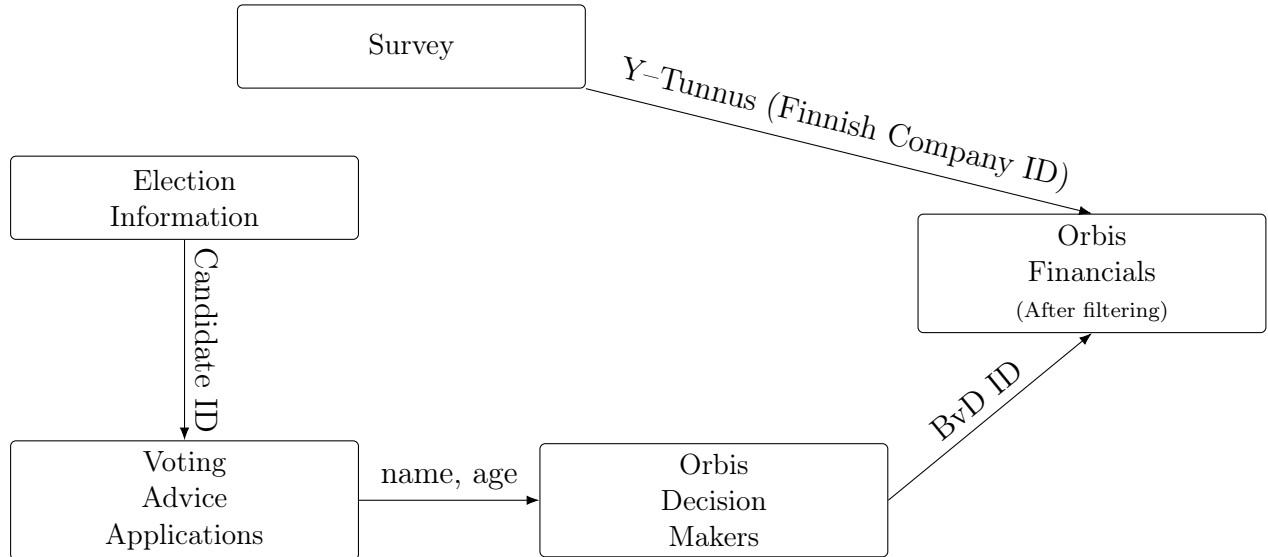 Survey
Y–Tunnus (Finnish Company ID)
Election
Information
Orbis
Financials
(After filtering)
Candidate ID
BvD ID
Voting
Advice
Applications
name, age
Orbis
Decision
Makers